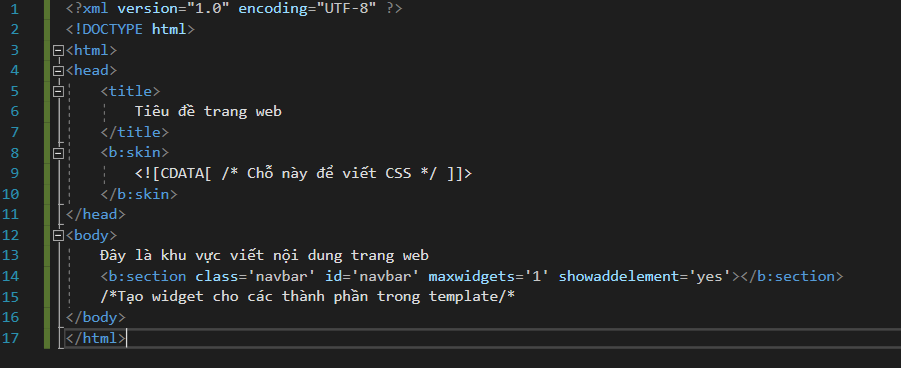 1 <?xml version="1.0" encoding="UTF-8" ?>
2 <!DOCTYPE html>
3 <html>
4 <head>
5 <title>
6 Tiêu đề trang web
7 </title>
8 <b:skin>
9 <![CDATA[ /* Chỗ này để viết CSS */ ]]>
10 </b:skin>
11 </head>
12 <body>
13 Đây là khu vực viết nội dung trang web
14 <b:section class='navbar' id='navbar' maxwidgets='1' showaddelement='yes'></b:section>
15 /*Tạo widget cho các thành phần trong template/*
16 </body>
17 </html>